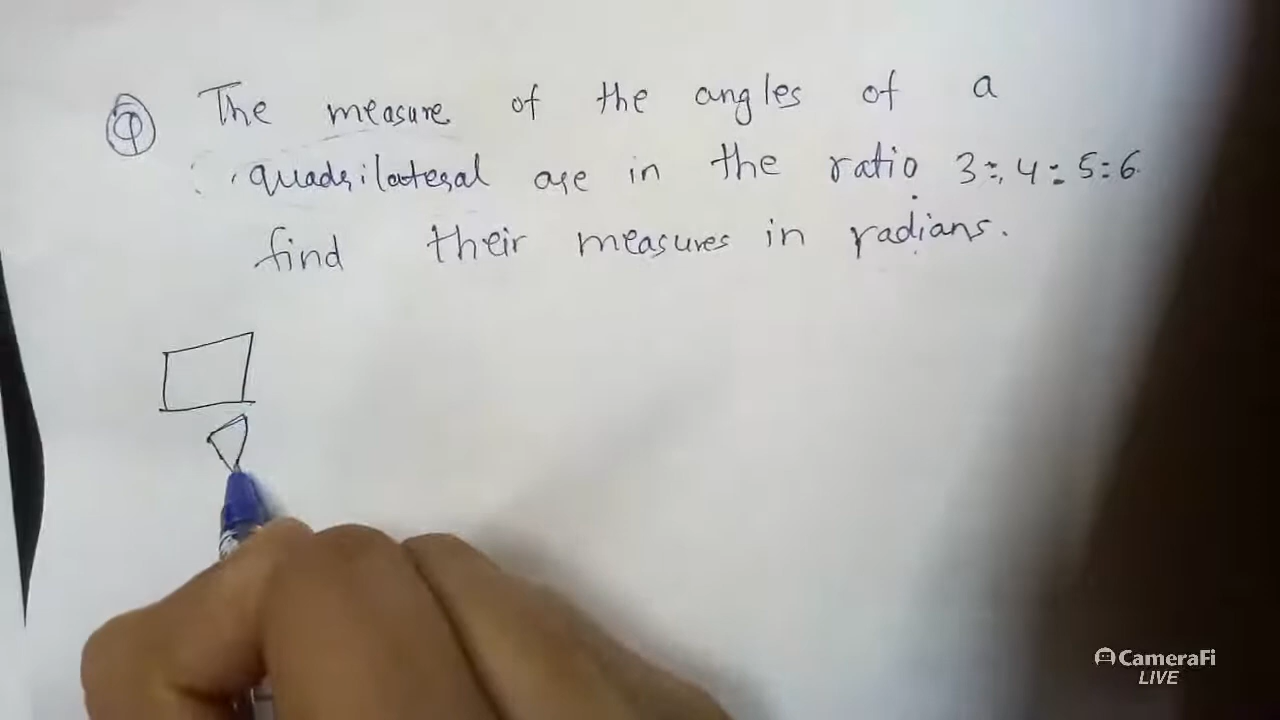 Q The measure of the angles of a
quadrilateral are in the ratio 3:4:5:6
find their measures in radians.
CameraFi
LIVE